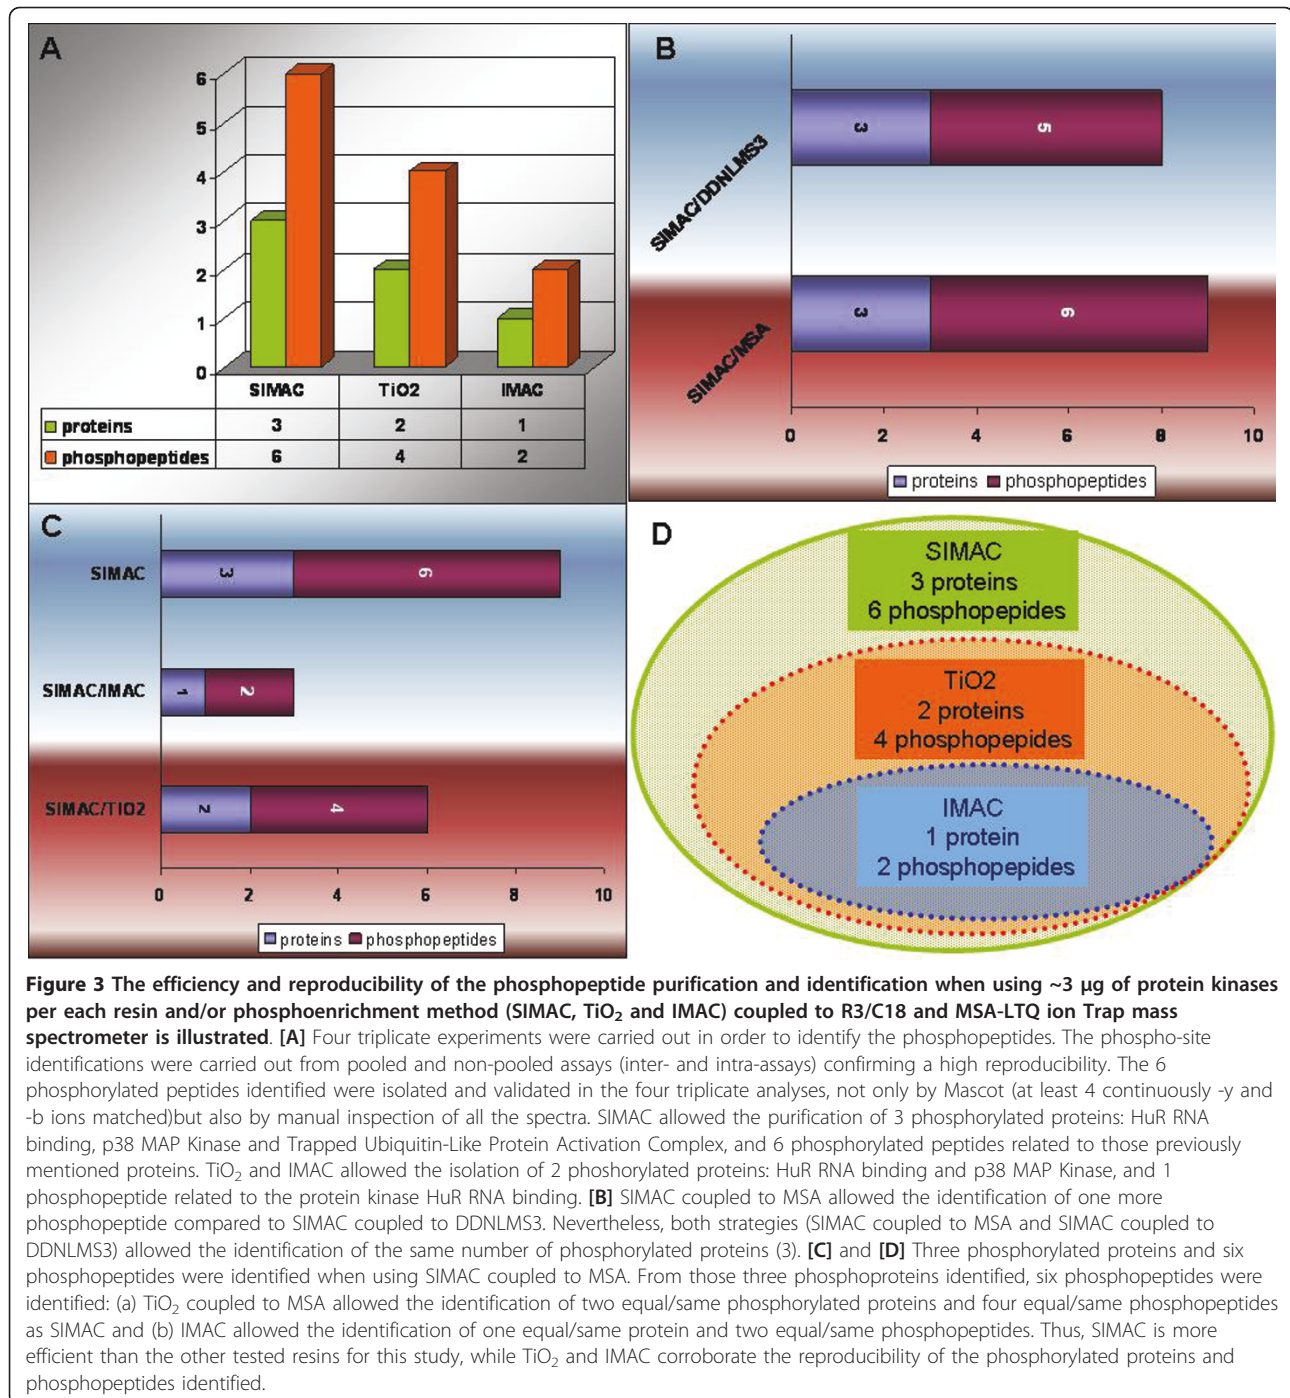 A
6
5
4
3
2
1
0
SIMAC TiO2 IMAC
proteins 3 2 1
phosphopeptides 6 4 2
B
SIMAC/DDNLMS3 3 5
SIMAC/MSA 3 6
0 2 4 6 8 10
proteins phosphopeptides
C
SIMAC 3 6
SIMAC/IMAC 1 2
SIMAC/TIO2 2 4
0 2 4 6 8 10
proteins phosphopeptides
D
SIMAC
3 proteins
6 phosphopepides
TiO2
2 proteins
4 phosphopepides
IMAC
1 protein
2 phosphopepides
Figure 3 The efficiency and reproducibility of the phosphopeptide purification and identification when using ~3 μg of protein kinases
per each resin and/or phosphoenrichment method (SIMAC, TiO2 and IMAC) coupled to R3/C18 and MSA-LTQ ion Trap mass
spectrometer is illustrated. [A] Four triplicate experiments were carried out in order to identify the phosphopeptides. The phospho-site
identifications were carried out from pooled and non-pooled assays (inter- and intra-assays) confirming a high reproducibility. The 6
phosphorylated peptides identified were isolated and validated in the four triplicate analyses, not only by Mascot (at least 4 continuously -y and
-b ions matched)but also by manual inspection of all the spectra. SIMAC allowed the purification of 3 phosphorylated proteins: HuR RNA
binding, p38 MAP Kinase and Trapped Ubiquitin-Like Protein Activation Complex, and 6 phosphorylated peptides related to those previously
mentioned proteins. TiO2 and IMAC allowed the isolation of 2 phoshorylated proteins: HuR RNA binding and p38 MAP Kinase, and 1
phosphopeptide related to the protein kinase HuR RNA binding. [B] SIMAC coupled to MSA allowed the identification of one more
phosphopeptide compared to SIMAC coupled to DDNLMS3. Nevertheless, both strategies (SIMAC coupled to MSA and SIMAC coupled to
DDNLMS3) allowed the identification of the same number of phosphorylated proteins (3). [C] and [D] Three phosphorylated proteins and six
phosphopeptides were identified when using SIMAC coupled to MSA. From those three phosphoproteins identified, six phosphopeptides were
identified: (a) TiO2 coupled to MSA allowed the identification of two equal/same phosphorylated proteins and four equal/same phosphopeptides
as SIMAC and (b) IMAC allowed the identification of one equal/same protein and two equal/same phosphopeptides. Thus, SIMAC is more
efficient than the other tested resins for this study, while TiO2 and IMAC corroborate the reproducibility of the phosphorylated proteins and
phosphopeptides identified.